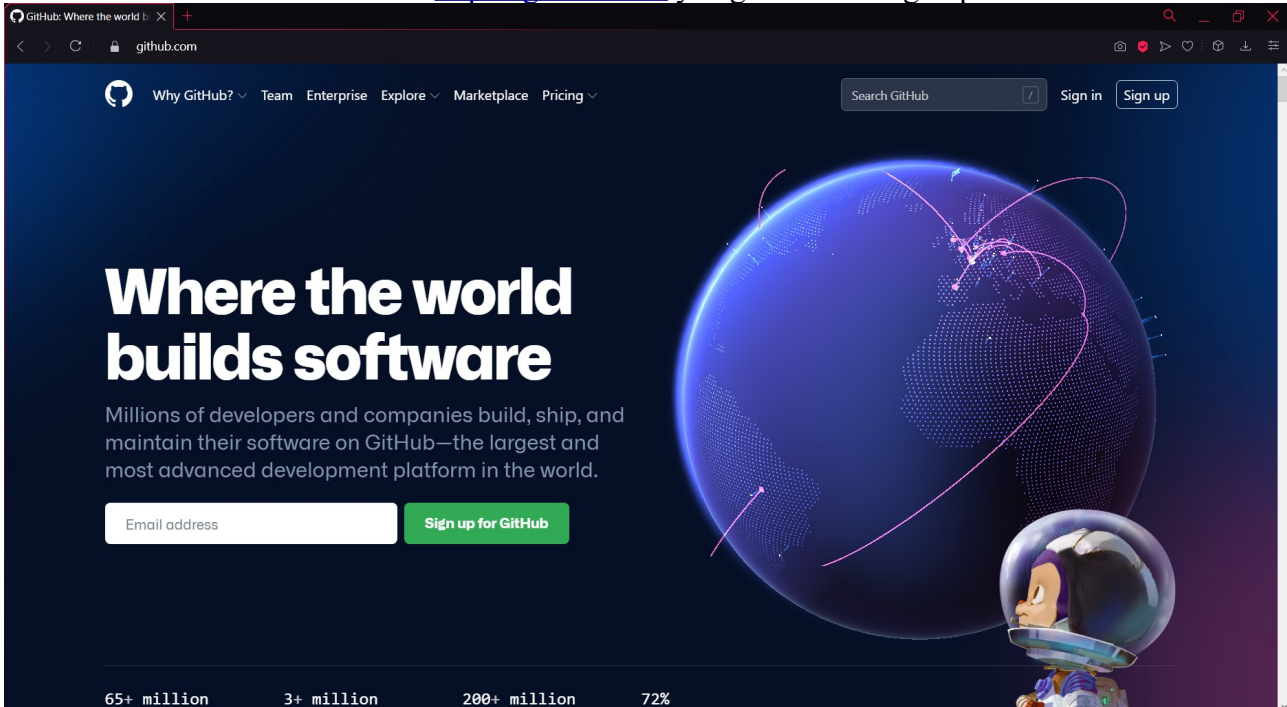 GitHub: Where the world b
github.com
Why GitHub? Team Enterprise Explore Marketplace Pricing
Search GitHub /
Sign in Sign up
Where the world
builds software
Millions of developers and companies build, ship, and
maintain their software on GitHub—the largest and
most advanced development platform in the world.
Email address
Sign up for GitHub
65+ million 3+ million 200+ million 72%